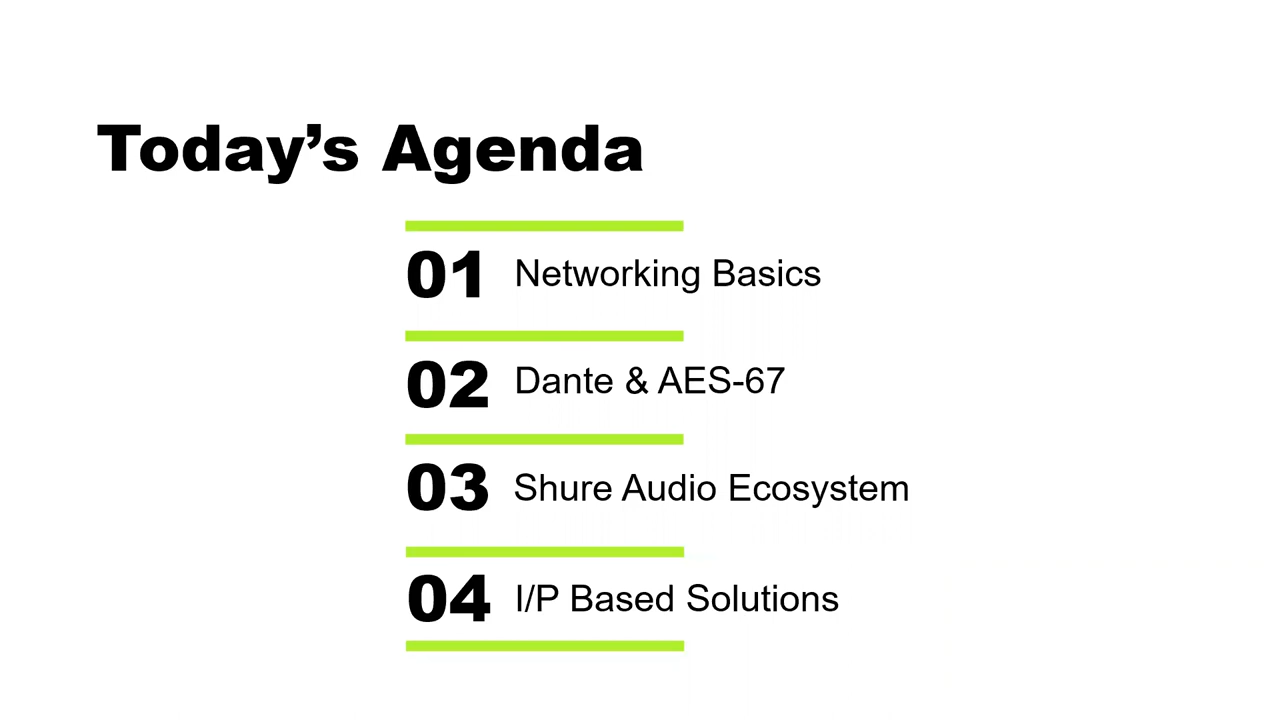 Today’s Agenda
01 Networking Basics
02 Dante & AES-67
03 Shure Audio Ecosystem
04 I/P Based Solutions